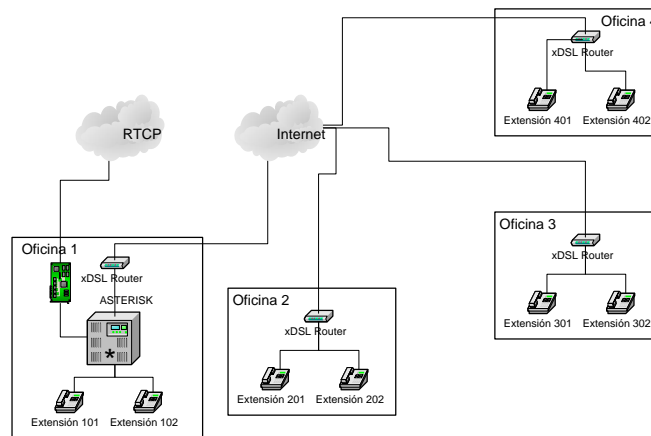 Oficina 4
xDSL Router
Extensión 401
Extensión 402
RTCP
Internet
Oficina 1
xDSL Router
ASTERISK
*
Extensión 101
Extensión 102
Oficina 2
xDSL Router
Extensión 201
Extensión 202
Oficina 3
xDSL Router
Extensión 301
Extensión 302